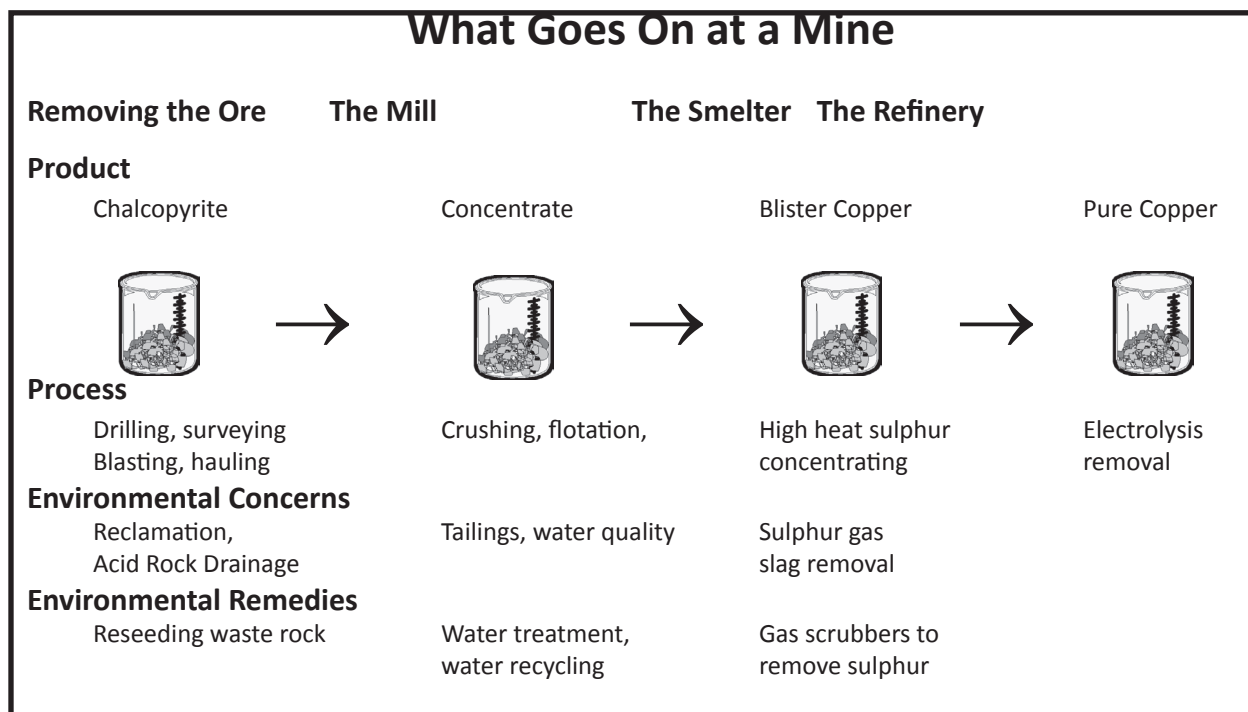 What Goes On at a Mine
Removing the Ore The Mill The Smelter The Refinery
Product
Chalcopyrite Concentrate Blister Copper Pure Copper
Process
Drilling, surveying Crushing, flotation, High heat sulphur Electrolysis
Blasting, hauling concentrating removal
Environmental Concerns
Reclamation, Tailings, water quality Sulphur gas
Acid Rock Drainage slag removal
Environmental Remedies
Reseeding waste rock Water treatment, Gas scrubbers to
water recycling remove sulphur